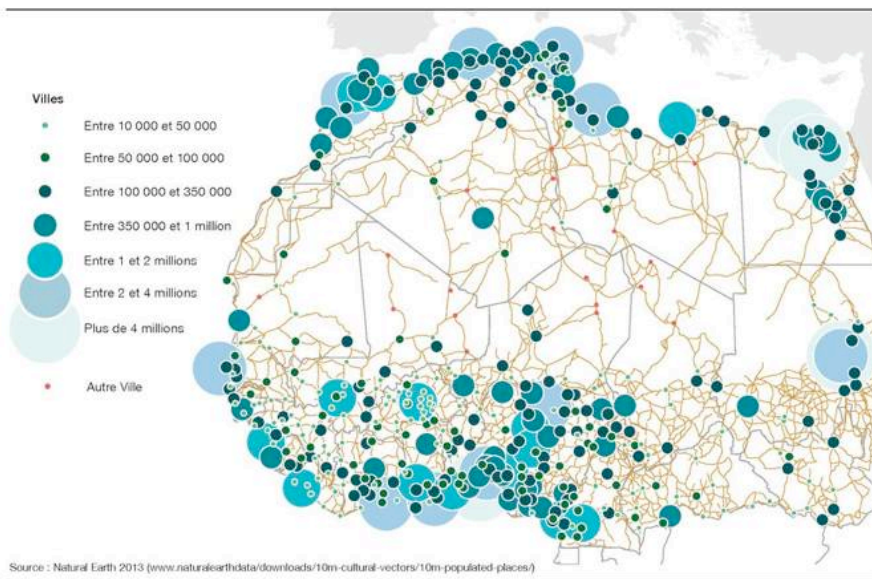 Villes
Entre 10 000 et 50 000
Entre 50 000 et 100 000
Entre 100 000 et 350 000
Entre 350 000 et 1 million
Entre 1 et 2 millions
Entre 2 et 4 millions
Plus de 4 millions
Autre Ville
Source : Natural Earth 2013 (www.naturalearthdata/downloads/10m-cultural-vectors/10m-populated-places/)